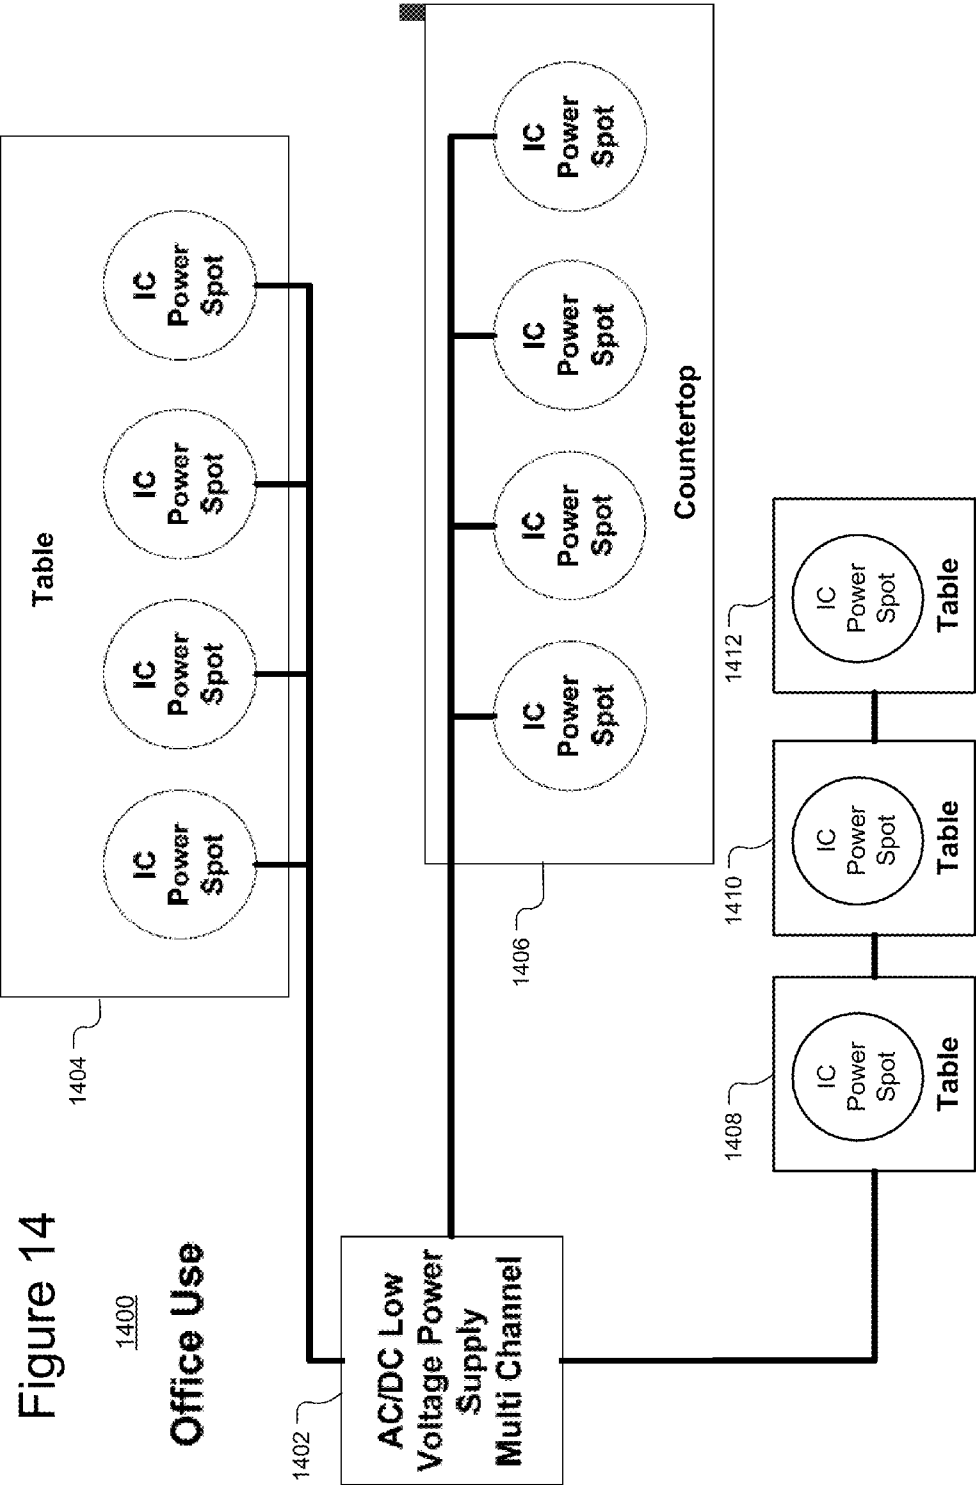 Figure 14
1400
Office Use
1402
AC/DC Low
Voltage Power
Supply
Multi Channel
1404
Table
IC
Power
Spot
IC
Power
Spot
IC
Power
Spot
IC
Power
Spot
1406
IC
Power
Spot
IC
Power
Spot
IC
Power
Spot
IC
Power
Spot
Countertop
1408
IC
Power
Spot
Table
1410
IC
Power
Spot
Table
1412
IC
Power
Spot
Table